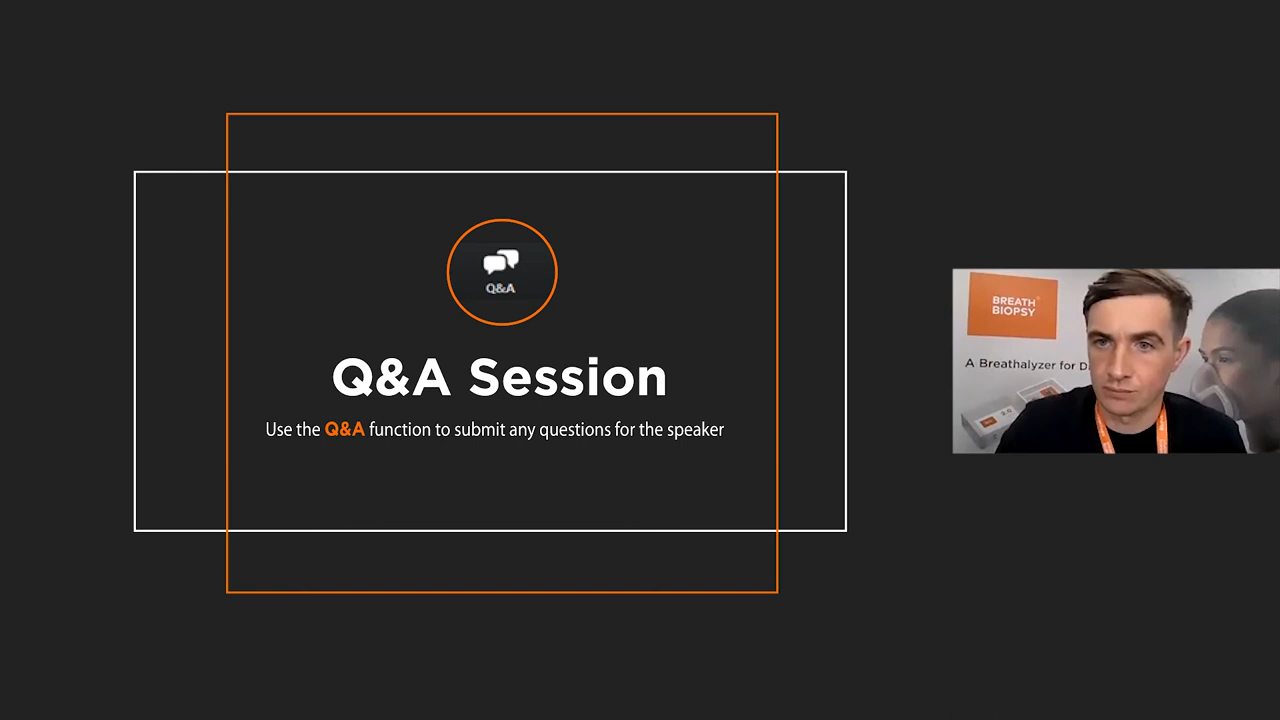 Q&A
Q&A Session
Use the Q&A function to submit any questions for the speaker
BREATH
BIOPSY
A Breathalyzer for D